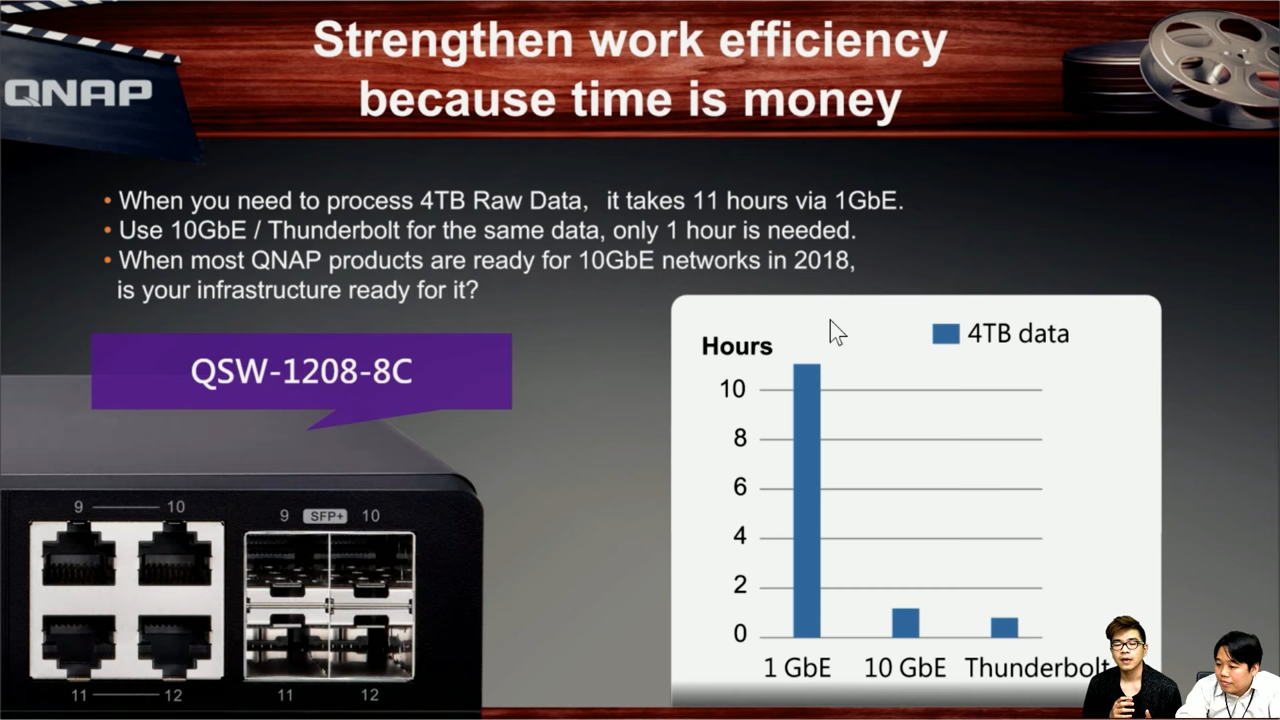 Strengthen work efficiency
because time is money
QNAP
• When you need to process 4TB Raw Data, it takes 11 hours via 1GbE.
• Use 10GbE / Thunderbolt for the same data, only 1 hour is needed.
• When most QNAP products are ready for 10GbE networks in 2018,
is your infrastructure ready for it?
QSW-1208-8C
9 10
9 SFP+ 10
11 12
11 12
4TB data
Hours
10
8
6
4
2
0
1 GbE 10 GbE Thunderbolt